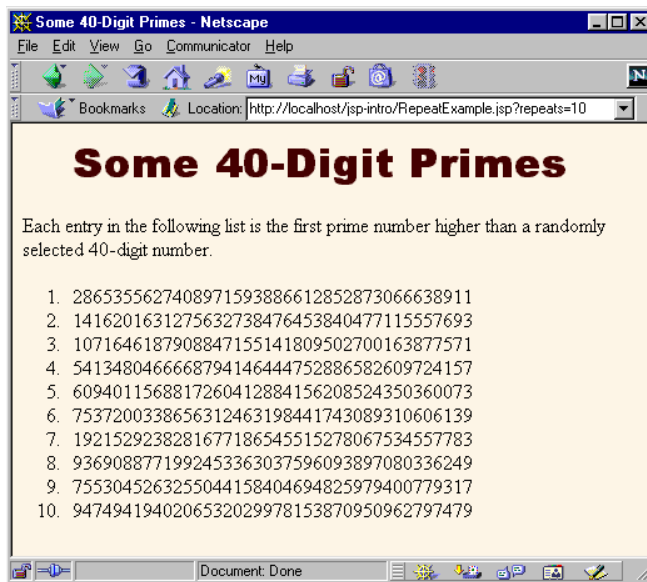 Some 40-Digit Primes - Netscape
File Edit View Go Communicator Help
My N
Bookmarks Location: http://localhost/jsp-intro/RepeatExample.jsp?repeats=10
Some 40-Digit Primes
Each entry in the following list is the first prime number higher than a randomly
selected 40-digit number.
1. 2865355627408971593886612852873066638911
2. 1416201631275632738476453840477115557693
3. 1071646187908847155141809502700163877571
4. 5413480466668794146444752886582609724157
5. 6094011568817260412884156208524350360073
6. 7537200338656312463198441743089310606139
7. 1921529238281677186545515278067534557783
8. 9369088771992453363037596093897080336249
9. 7553045263255044158404694825979400779317
10. 9474941940206532029978153870950962797479
Document: Done